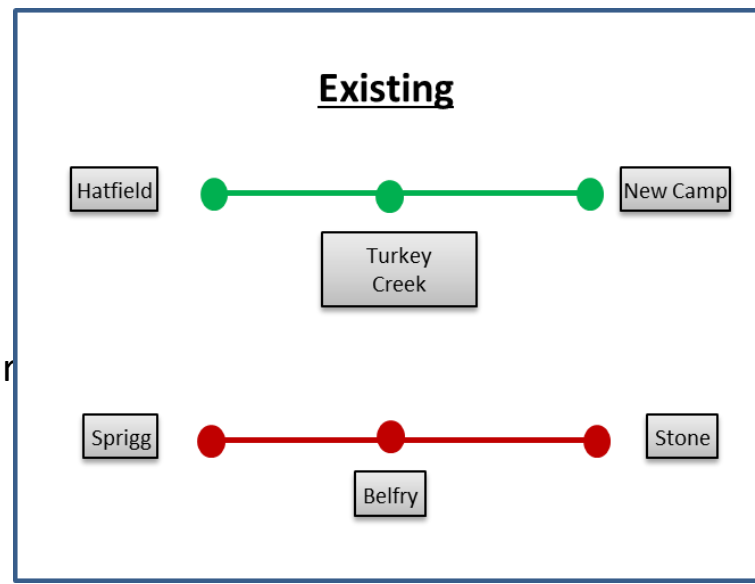 Existing
Hatfield
New Camp
Turkey
Creek
r
Sprigg
Stone
Belfry